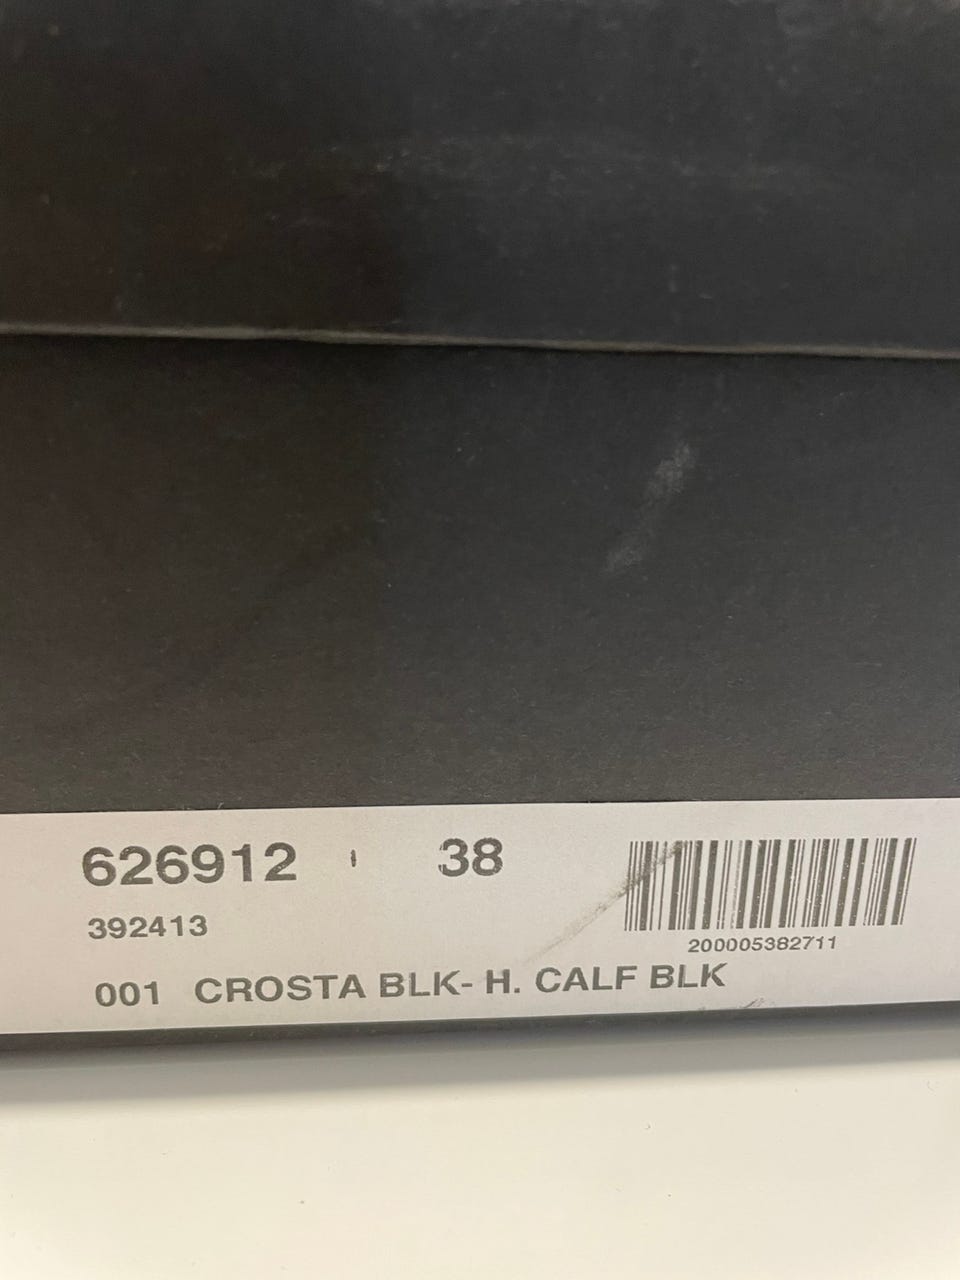 626912 ' 38
392413
200005382711
001 CROSTA BLK- H. CALF BLK